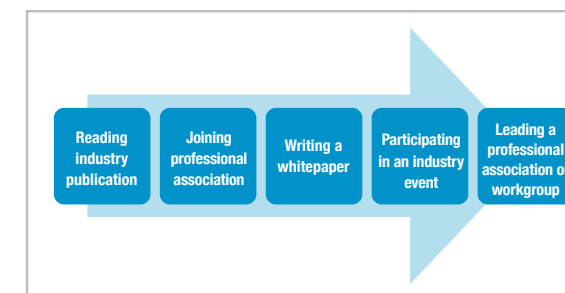 Reading
industry
publication
Joining
professional
association
Writing a
whitepaper
Participating
in an industry
event
Leading a
professional
association
workgroup